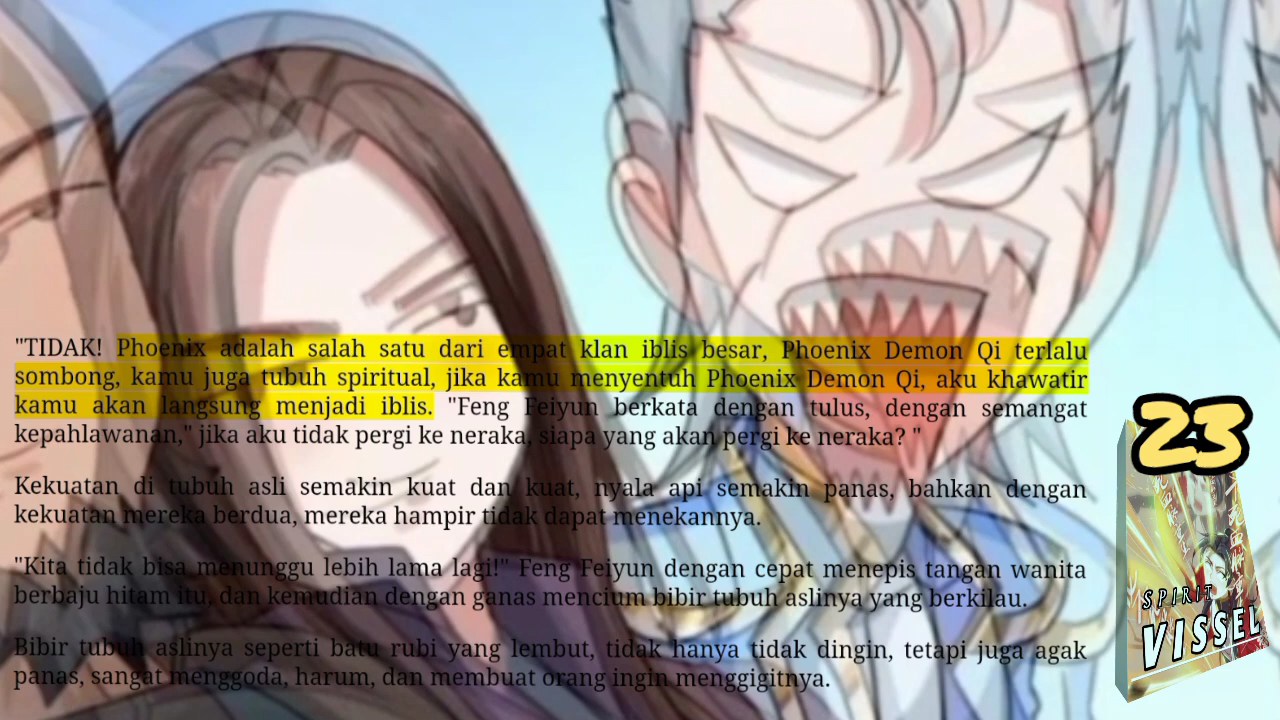 "TIDAK! Phoenix adalah salah satu dari empat klan iblis besar, Phoenix Demon Qi terlalu
sombong, kamu juga tubuh spiritual, jika kamu menyentuh Phoenix Demon Qi, aku khawatir
kamu akan langsung menjadi iblis. "Feng Feiyun berkata dengan tulus, dengan semangat
kepahlawanan," jika aku tidak pergi ke neraka, siapa yang akan pergi ke neraka? "
Kekuatan di tubuh asli semakin kuat dan kuat, nyala api semakin panas, bahkan dengan
kekuatan mereka berdua, mereka hampir tidak dapat menekannya.
"Kita tidak bisa menunggu lebih lama lagi!" Feng Feiyun dengan cepat menepis tangan wanita
berbaju hitam itu, dan kemudian dengan ganas mencium bibir tubuh aslinya yang berkilau.
Bibir tubuh aslinya seperti batu rubi yang lembut, tidak hanya tidak dingin, tetapi juga agak
panas, sangat menggoda, harum, dan membuat orang ingin menggigitnya.
23
SPIRIT
VISSEL